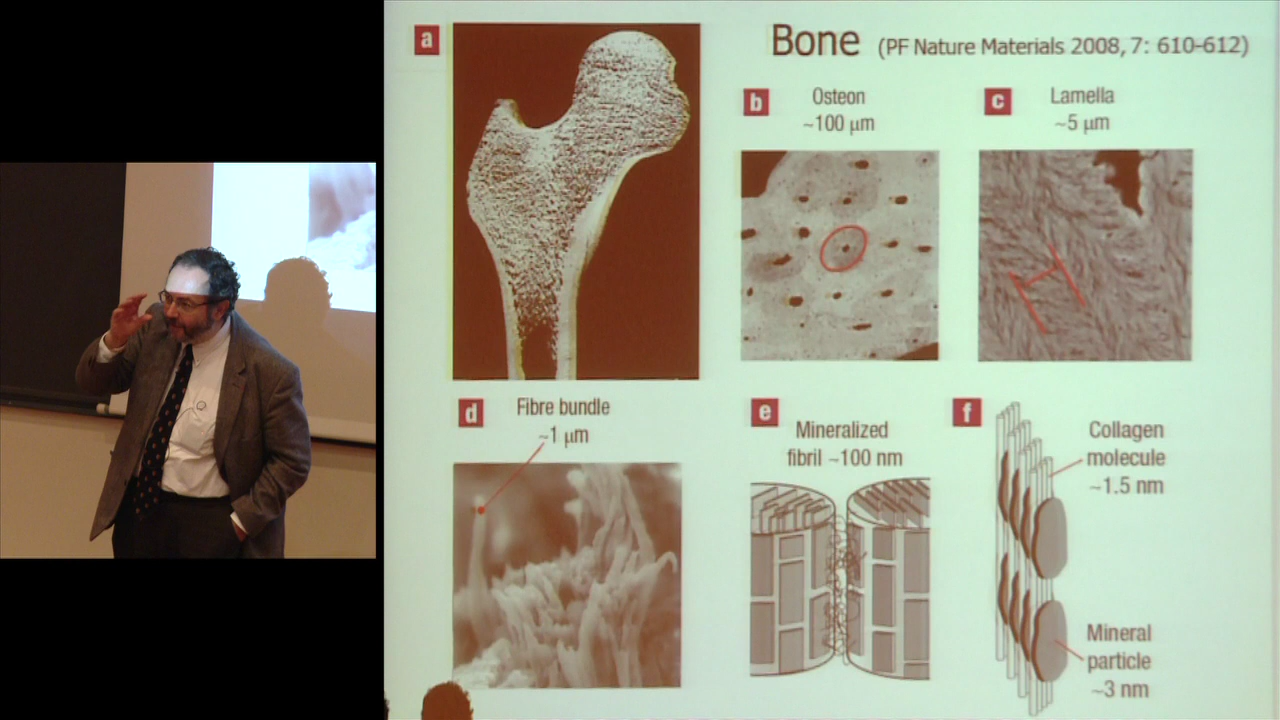 a
Bone (PF Nature Materials 2008, 7: 610-612)
b
Osteon
~100 µm
c
Lamella
~5 µm
d
Fibre bundle
~1 µm
e
Mineralized
fibril ~100 nm
f
Collagen
molecule
~1.5 nm
Mineral
particle
~3 nm